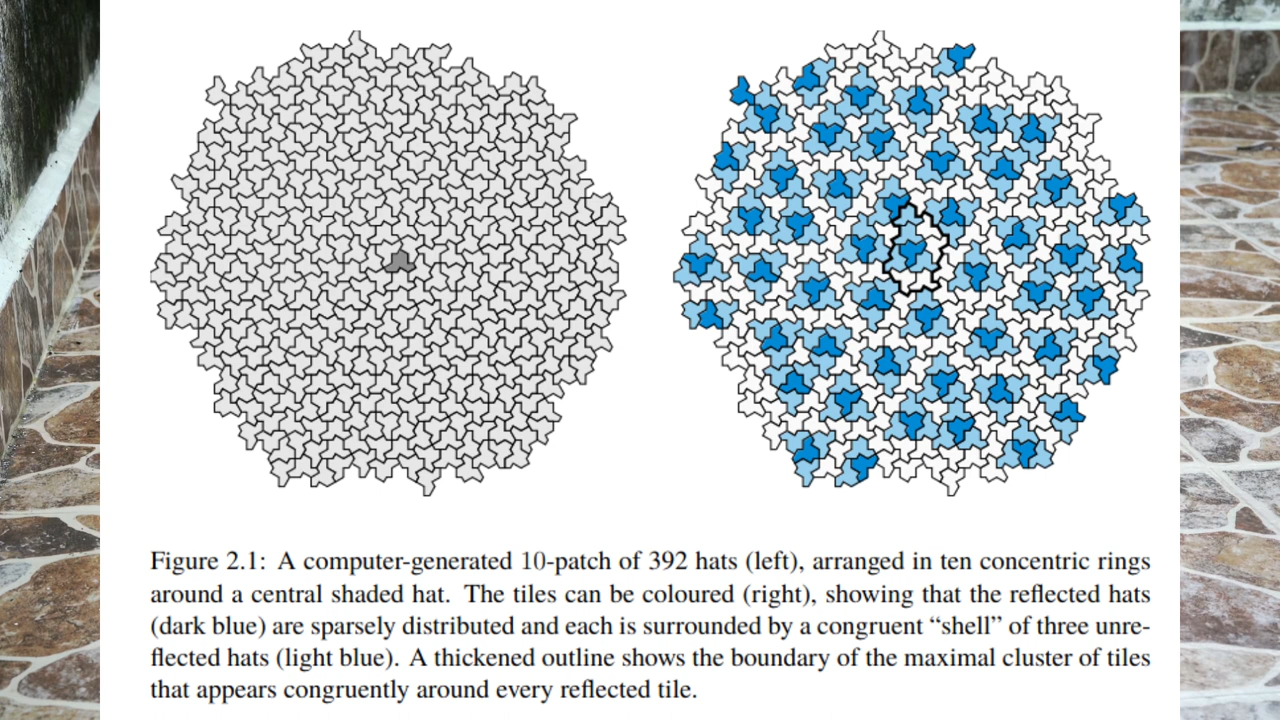 Figure 2.1: A computer-generated 10-patch of 392 hats (left), arranged in ten concentric rings
around a central shaded hat. The tiles can be coloured (right), showing that the reflected hats
(dark blue) are sparsely distributed and each is surrounded by a congruent “shell” of three unre-
flected hats (light blue). A thickened outline shows the boundary of the maximal cluster of tiles
that appears congruently around every reflected tile.